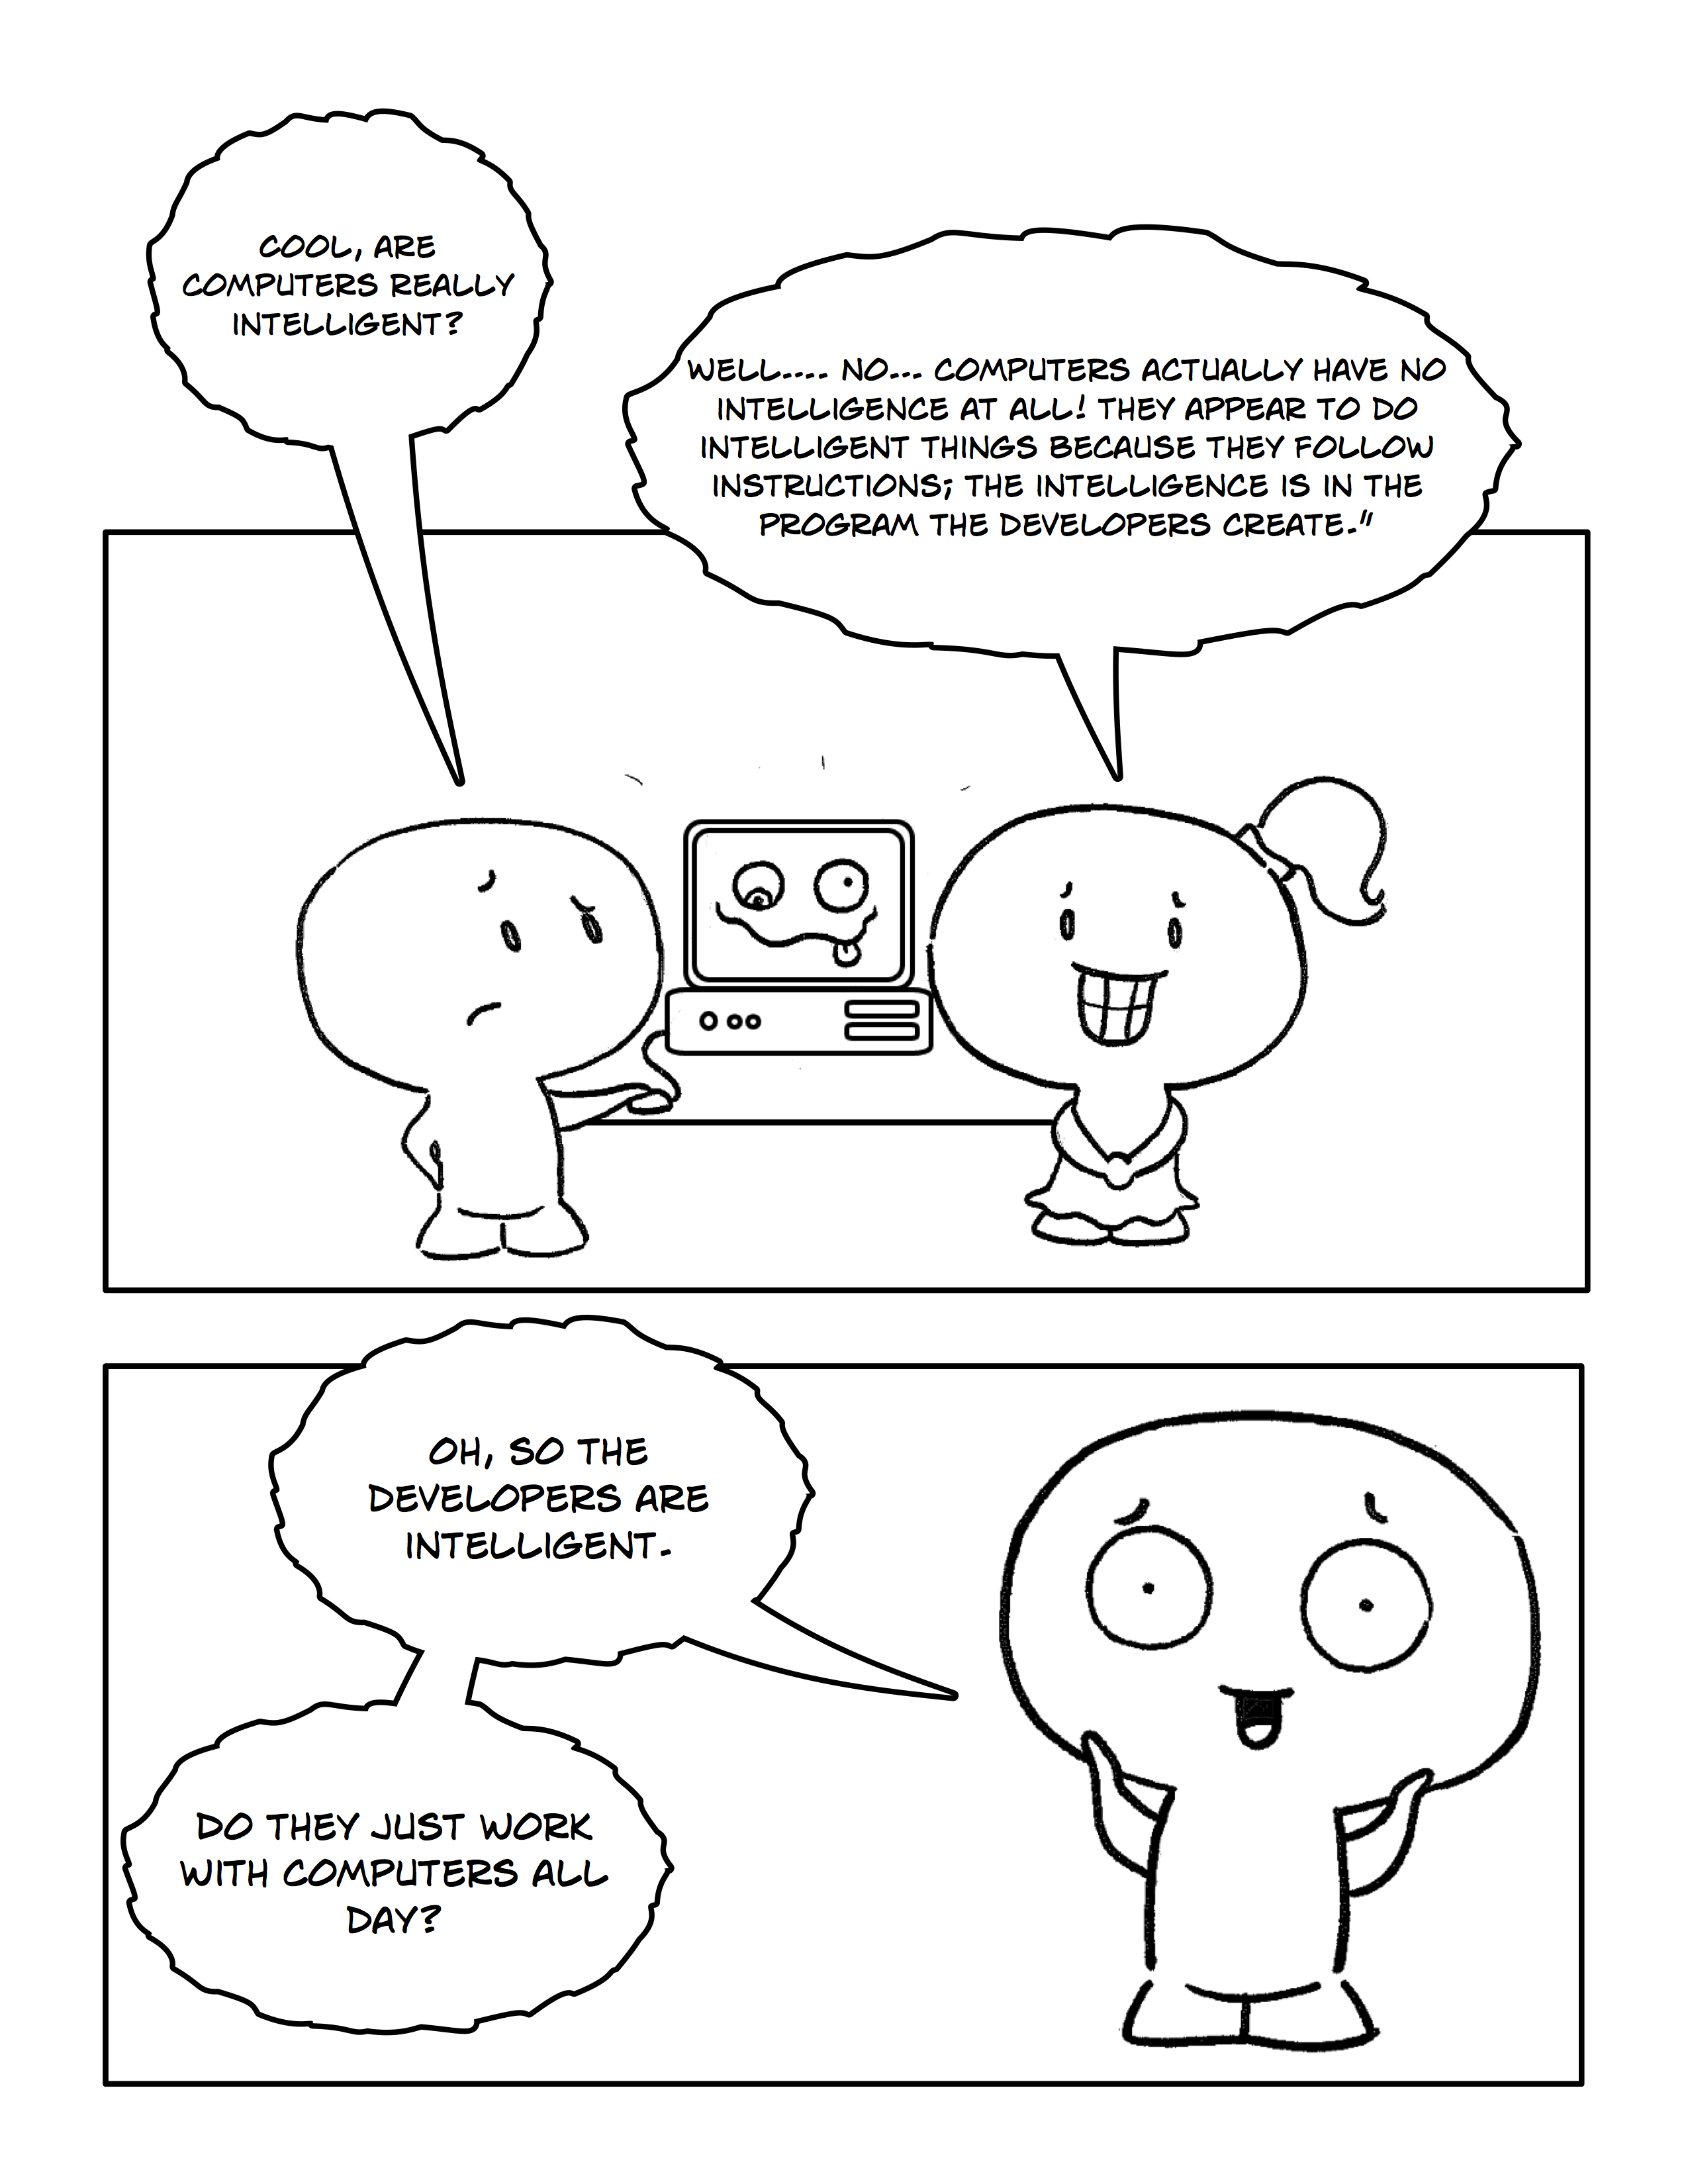 COOL, ARE
COMPUTERS REALLY
INTELLIGENT?
WELL.... NO... COMPUTERS ACTUALLY HAVE NO
INTELLIGENCE AT ALL! THEY APPEAR TO DO
INTELLIGENT THINGS BECAUSE THEY FOLLOW
INSTRUCTIONS; THE INTELLIGENCE IS IN THE
PROGRAM THE DEVELOPERS CREATE."
OH, SO THE
DEVELOPERS ARE
INTELLIGENT.
DO THEY JUST WORK
WITH COMPUTERS ALL
DAY?